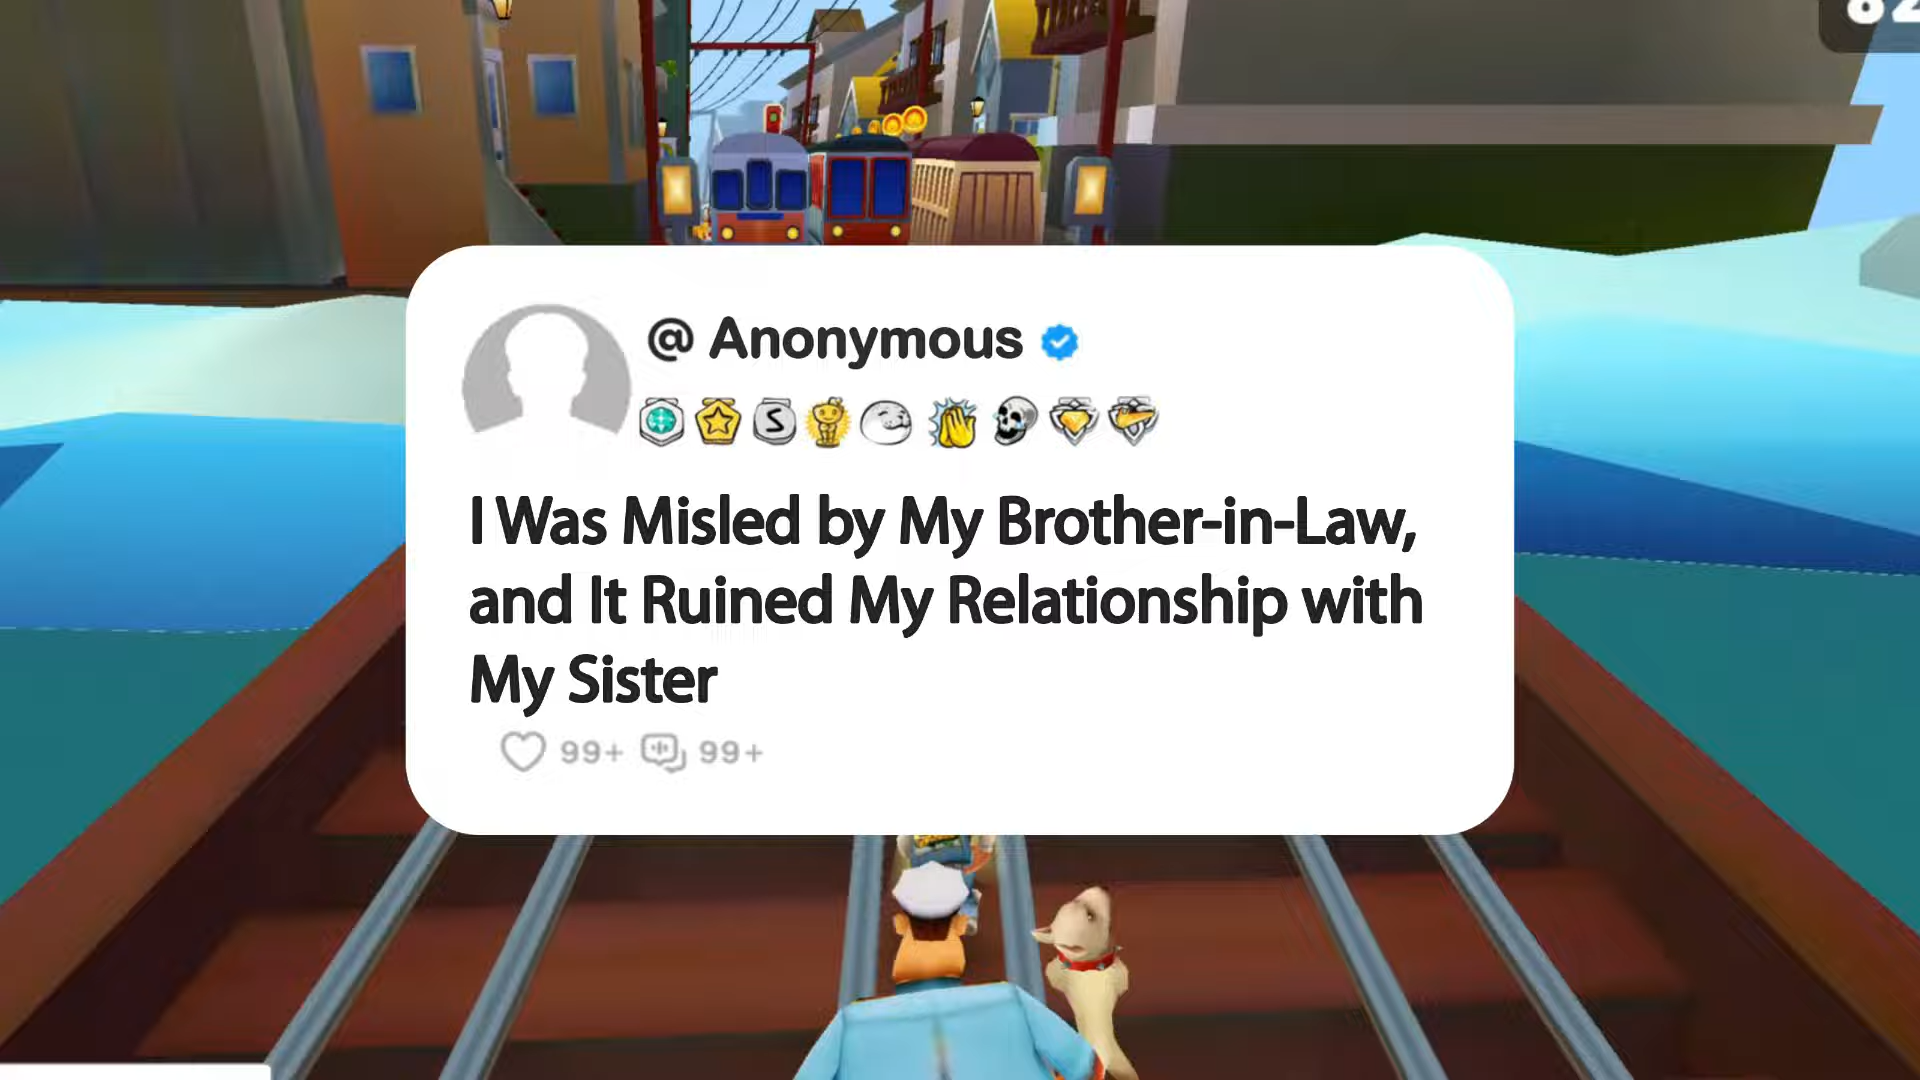 @ Anonymous
I Was Misled by My Brother-in-Law,
and It Ruined My Relationship with
My Sister
99+ 99+